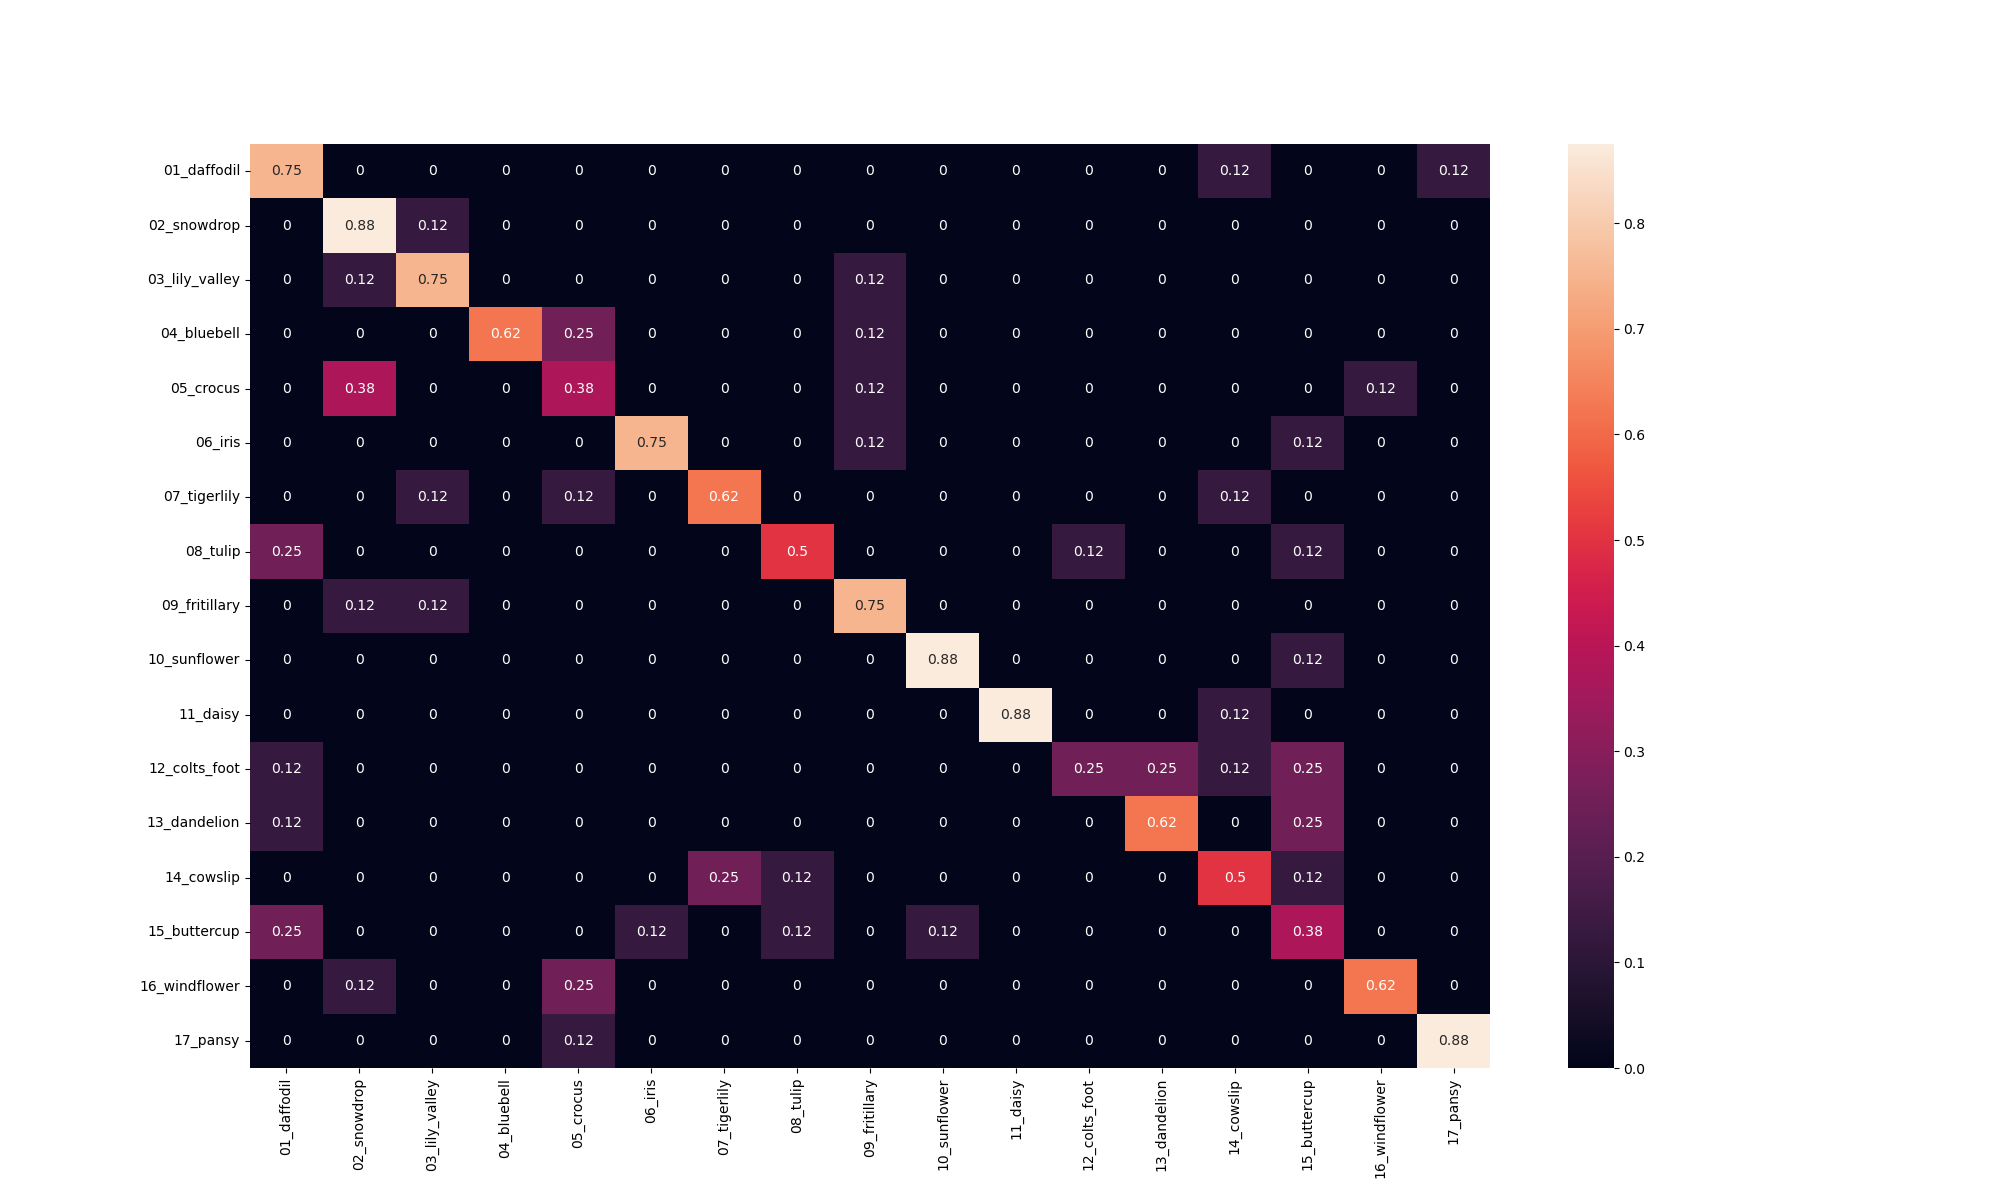 01_daffodil 0.75 0 0 0 0 0 0 0 0 0 0 0 0 0.12 0 0 0.12
02_snowdrop 0 0.88 0.12 0 0 0 0 0 0 0 0 0 0 0 0 0 0
03_lily_valley 0 0.12 0.75 0 0 0 0 0 0.12 0 0 0 0 0 0 0 0
04_bluebell 0 0 0 0.62 0.25 0 0 0 0.12 0 0 0 0 0 0 0 0
05_crocus 0 0.38 0 0 0.38 0 0 0 0.12 0 0 0 0 0 0 0.12 0
06_iris 0 0 0 0 0 0.75 0 0 0.12 0 0 0 0 0 0.12 0 0
07_tigerlily 0 0 0.12 0 0.12 0 0.62 0 0 0 0 0 0 0.12 0 0 0
08_tulip 0.25 0 0 0 0 0 0 0.5 0 0 0 0.12 0 0 0.12 0 0
09_fritillary 0 0.12 0.12 0 0 0 0 0 0.75 0 0 0 0 0 0 0 0
10_sunflower 0 0 0 0 0 0 0 0 0 0.88 0 0 0 0 0.12 0 0
11_daisy 0 0 0 0 0 0 0 0 0 0 0.88 0 0 0.12 0 0 0
12_colts_foot 0.12 0 0 0 0 0 0 0 0 0 0 0.25 0.25 0.12 0.25 0 0
13_dandelion 0.12 0 0 0 0 0 0 0 0 0 0 0 0.62 0 0.25 0 0
14_cowslip 0 0 0 0 0 0 0.25 0.12 0 0 0 0 0 0.5 0.12 0 0
15_buttercup 0.25 0 0 0 0 0.12 0 0.12 0 0.12 0 0 0 0 0.38 0 0
16_windflower 0 0.12 0 0 0.25 0 0 0 0 0 0 0 0 0 0 0.62 0
17_pansy 0 0 0 0 0.12 0 0 0 0 0 0 0 0 0 0 0 0.88
01_daffodil
02_snowdrop
03_lily_valley
04_bluebell
05_crocus
06_iris
07_tigerlily
08_tulip
09_fritillary
10_sunflower
11_daisy
12_colts_foot
13_dandelion
14_cowslip
15_buttercup
16_windflower
17_pansy
0.8
0.7
0.6
0.5
0.4
0.3
0.2
0.1
0.0